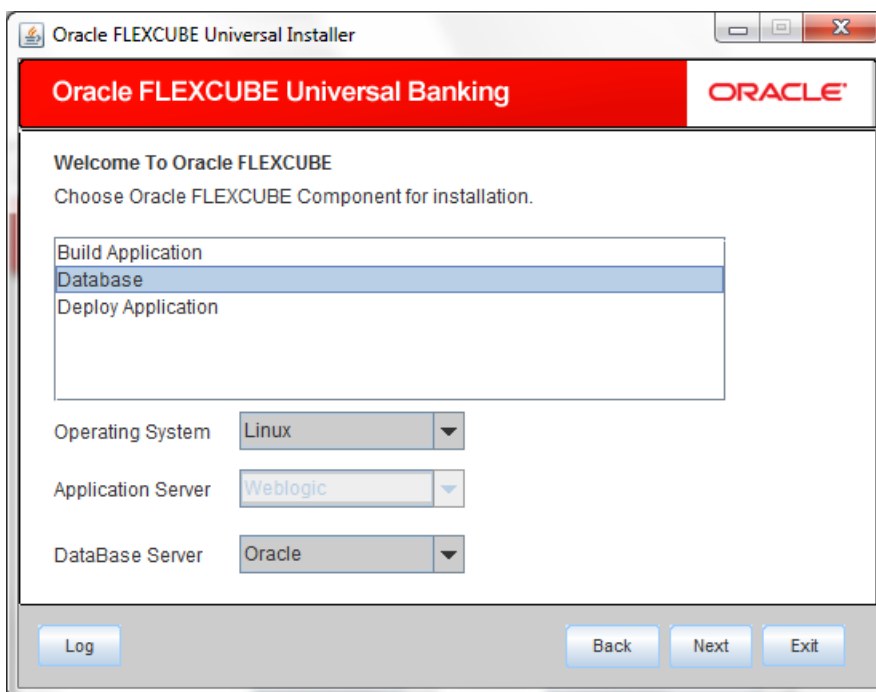 Oracle FLEXCUBE Universal Installer
Oracle FLEXCUBE Universal Banking
ORACLE
Welcome To Oracle FLEXCUBE
Choose Oracle FLEXCUBE Component for installation.
Build Application
Database
Deploy Application
Operating System Linux
Application Server Weblogic
DataBase Server Oracle
Log Back Next Exit